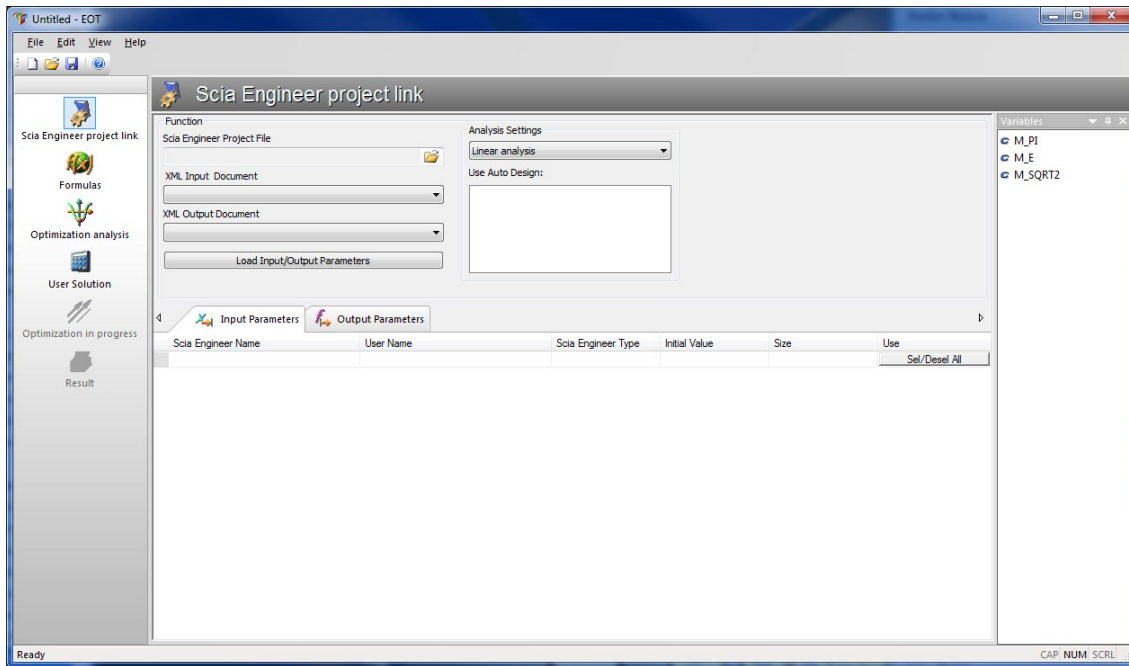 Untitled - EOT
File Edit View Help
Scia Engineer project link
Scia Engineer project link
Formulas
Optimization analysis
User Solution
Optimization in progress
Result
Function
Scia Engineer Project File
XML Input Document
XML Output Document
Load Input/Output Parameters
Analysis Settings
Linear analysis
Use Auto Design:
Input Parameters Output Parameters
Scia Engineer Name User Name Scia Engineer Type Initial Value Size Use
Sel/Desel All
Variables
M_PI
M_E
M_SQRT2
Ready CAP NUM SCRL